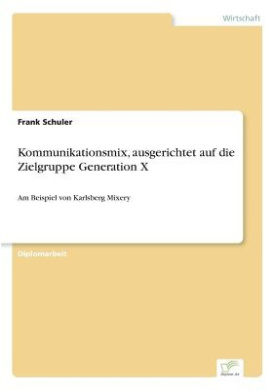 Wirtschaft
Frank Schuler
Kommunikationsmix, ausgerichtet auf die
Zielgruppe Generation X
Am Beispiel von Karlsberg Mixery
Diplomarbeit